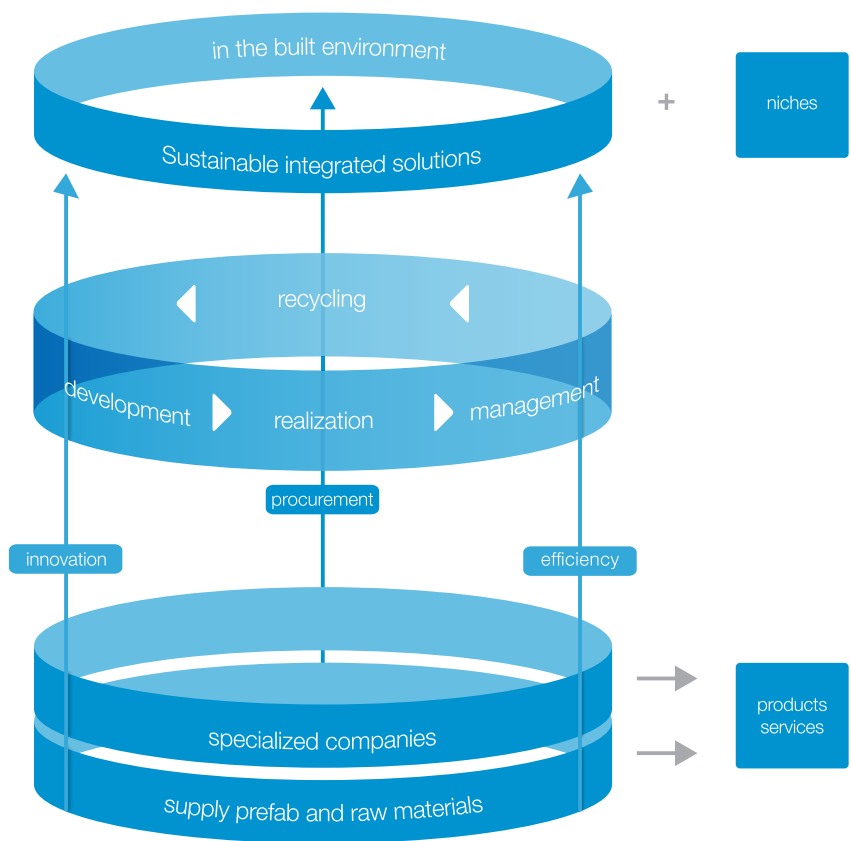 in the built environment
+
niches
Sustainable integrated solutions
recycling
development
realization
management
procurement
innovation
efficiency
products
services
specialized companies
supply prefab and raw materials